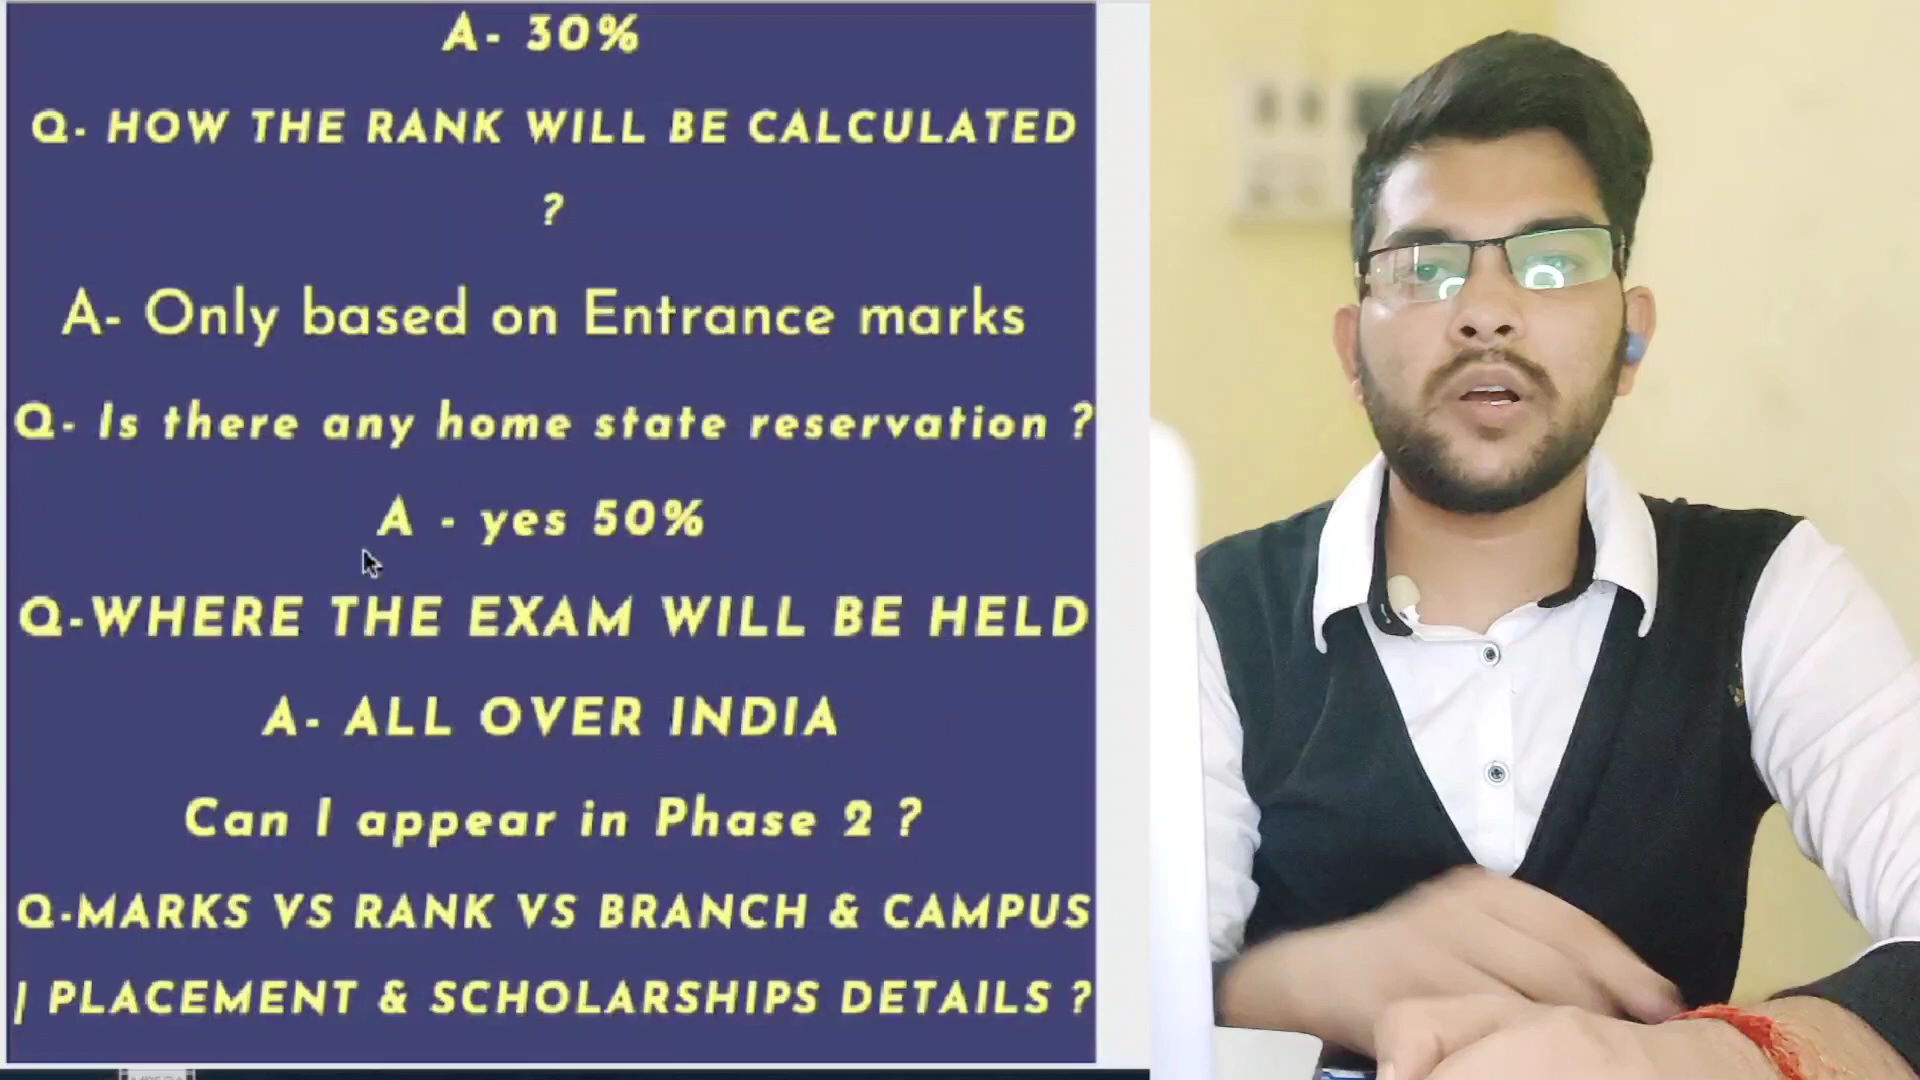 A- 30%
Q- HOW THE RANK WILL BE CALCULATED
?
A- Only based on Entrance marks
Q- Is there any home state reservation ?
A - yes 50%
Q-WHERE THE EXAM WILL BE HELD
A- ALL OVER INDIA
Can I appear in Phase 2 ?
Q-MARKS VS RANK VS BRANCH & CAMPUS
| PLACEMENT & SCHOLARSHIPS DETAILS ?